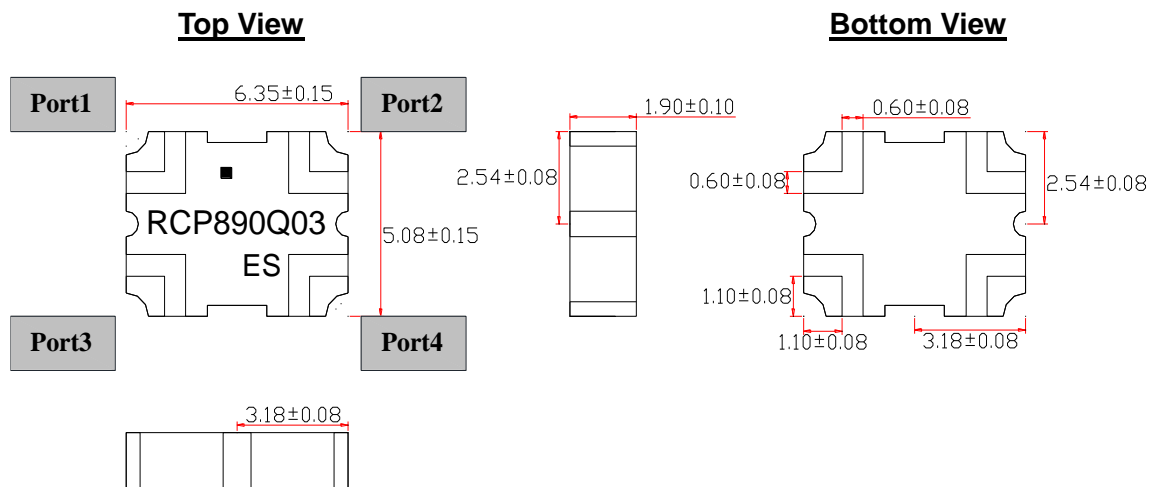 Top View
Bottom View
Port1
6.35±0.15
Port2
1.90±0.10
0.60±0.08
2.54±0.08
0.60±0.08
2.54±0.08
RCP890Q03
5.08±0.15
ES
1.10±0.08
Port3
Port4
1.10±0.08
3.18±0.08
3.18±0.08